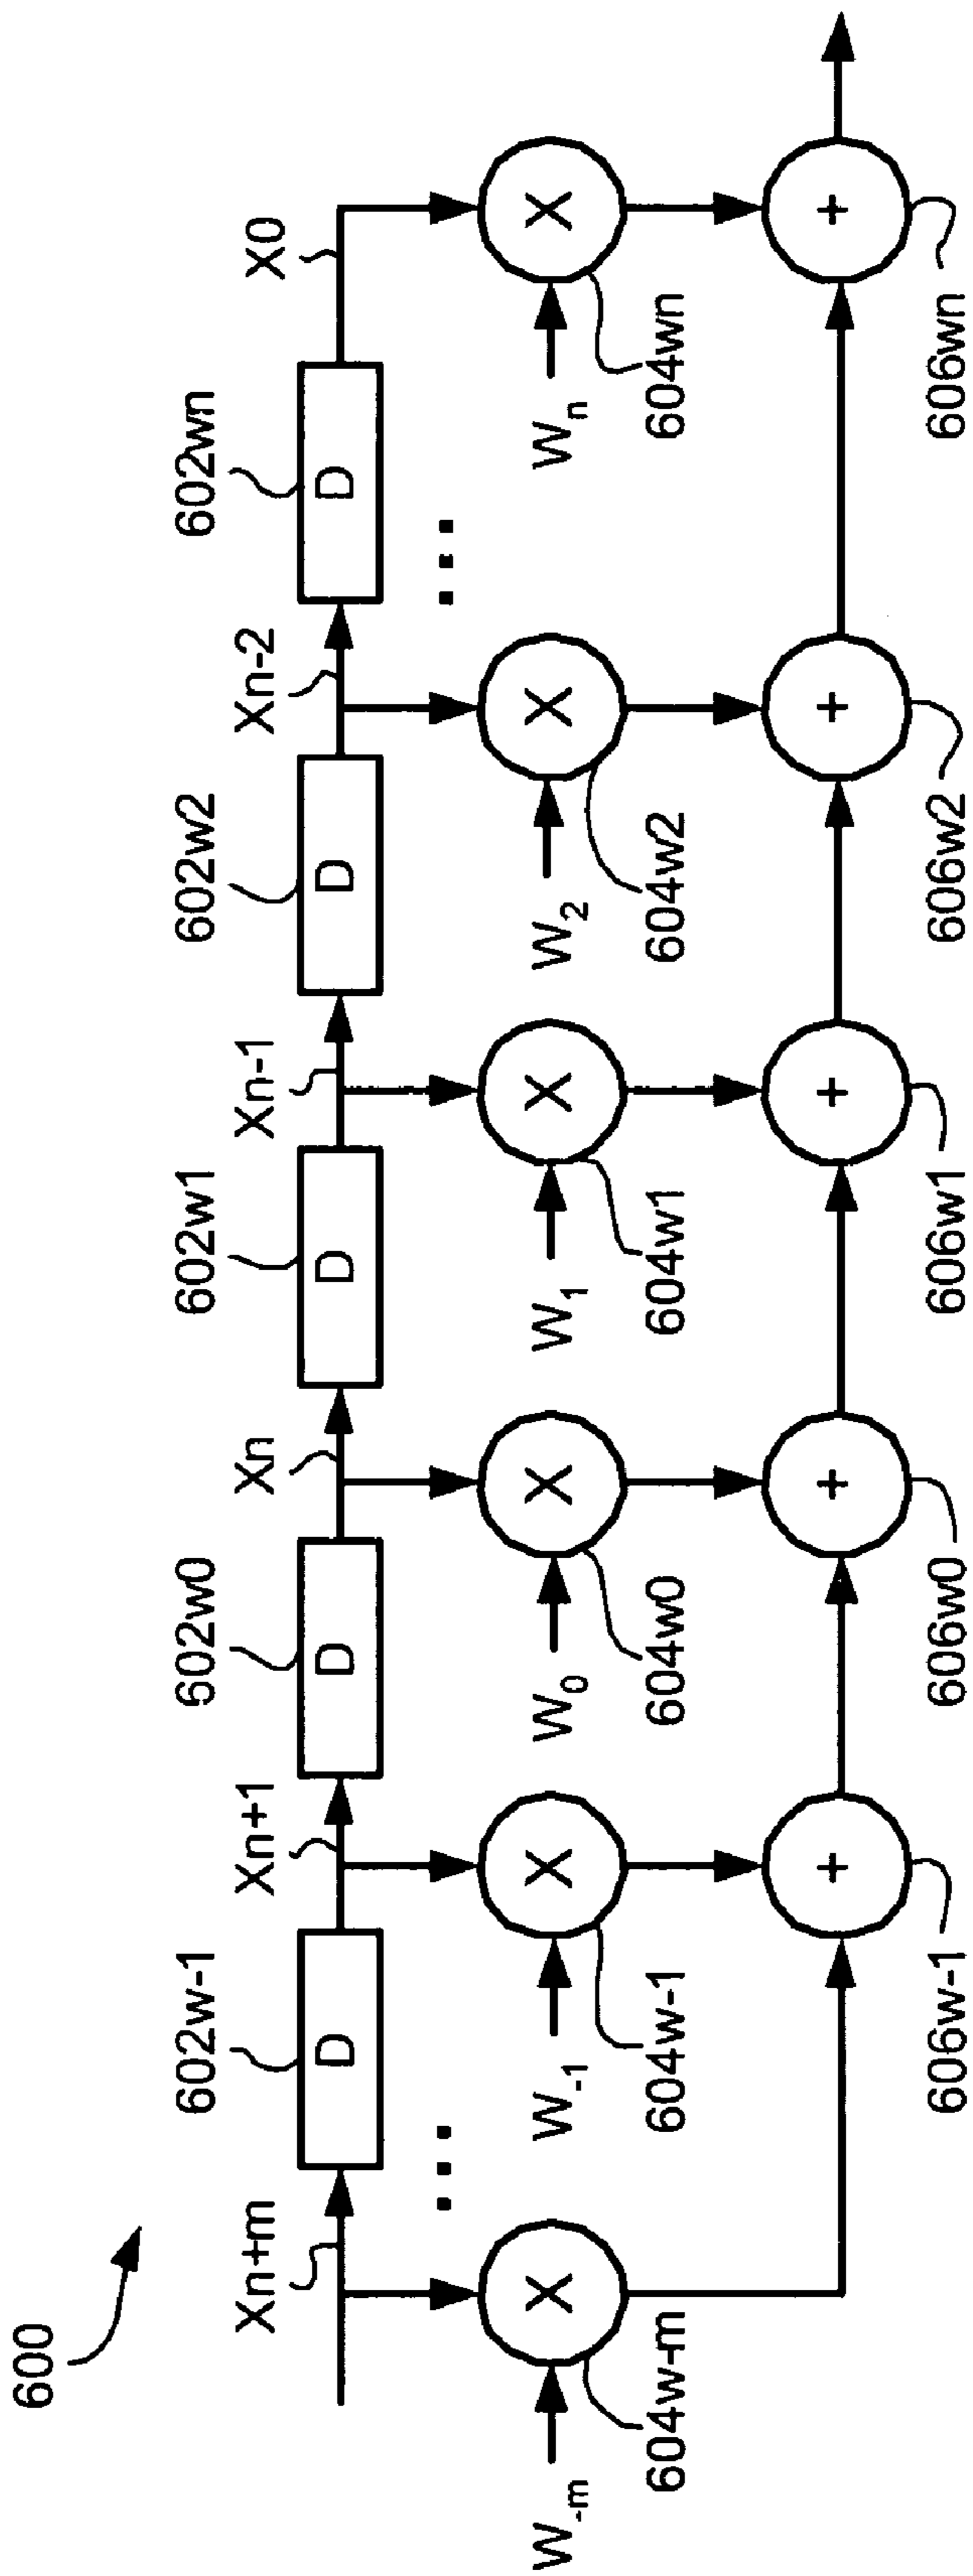 600
602w-1
602w0
602w1
602w2
602wn
Xn+m
Xn+1
Xn
Xn-1
Xn-2
X0
D
D
D
D
D
...
...
X
X
X
X
X
X
W-m
W-1
W0
W1
W2
Wn
604w-m
604w-1
604w0
604w1
604w2
604wn
+
+
+
+
+
606w-1
606w0
606w1
606w2
606wn